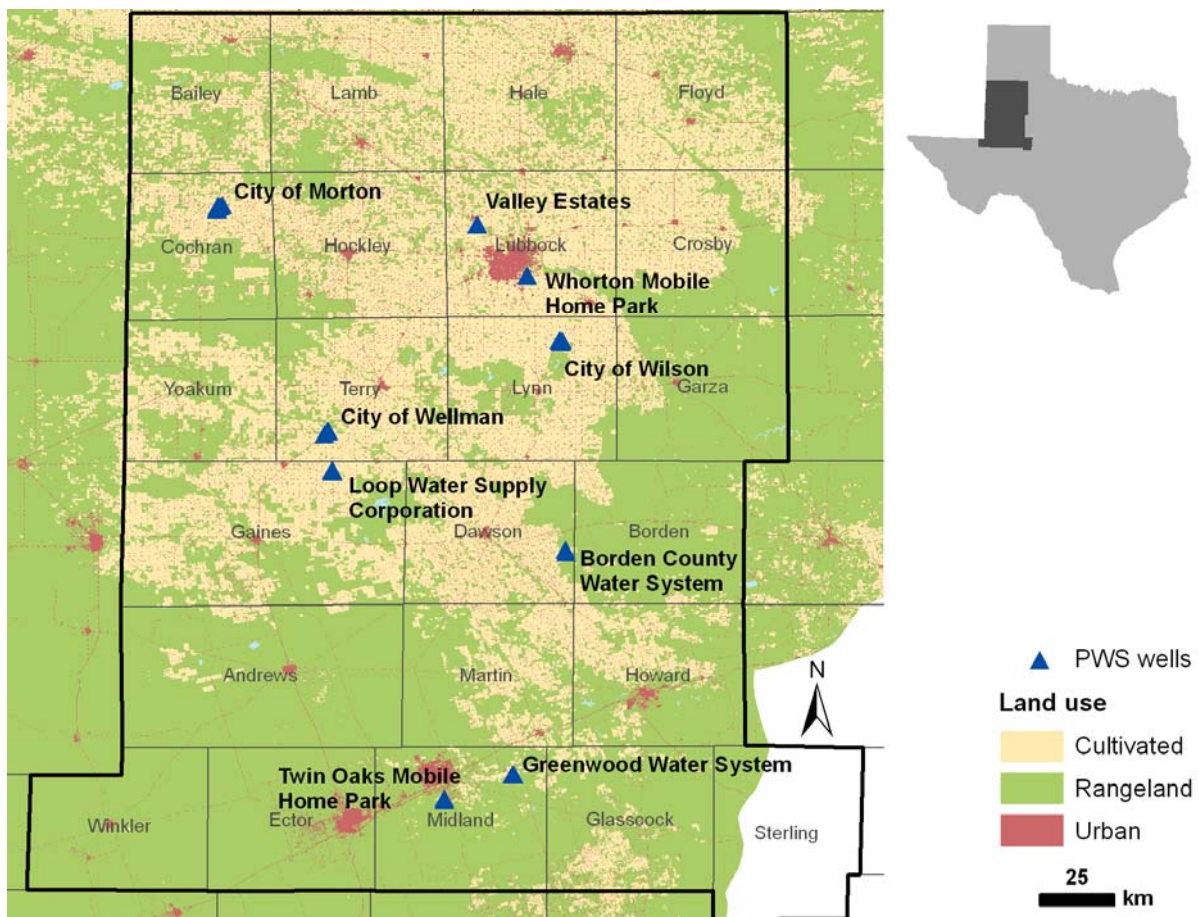 Bailey
Lamb
Hale
Floyd
City of Morton
Valley Estates
Cochran
Hockley
Lubbock
Crosby
Whorton Mobile
Home Park
City of Wilson
Yoakum
Terry
Lynn
Garza
City of Wellman
Loop Water Supply
Corporation
Gaines
Dawson
Borden
Borden County
Water System
Andrews
Martin
Howard
Twin Oaks Mobile
Home Park
Greenwood Water System
Winkler
Ector
Midland
Glasscock
Sterling
N
PWS wells
Land use
Cultivated
Rangeland
Urban
25
km